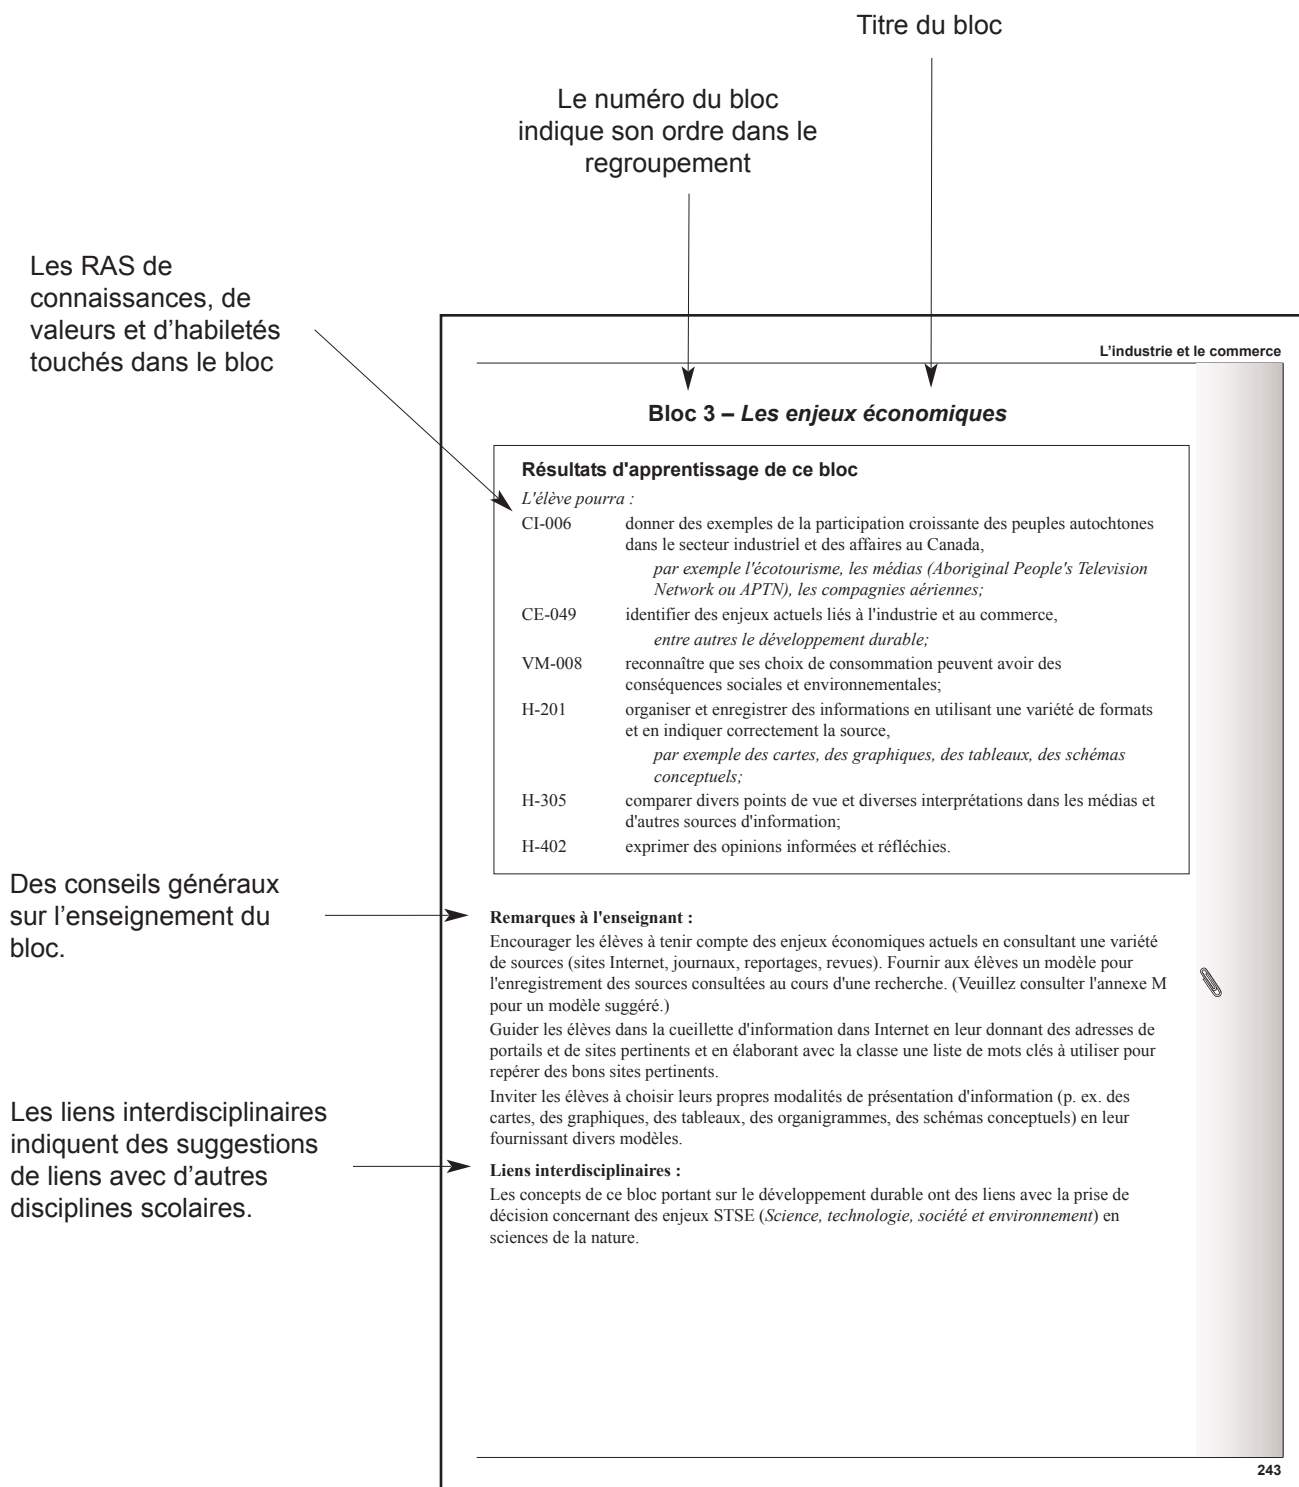 Titre du bloc
Le numéro du bloc
indique son ordre dans le
regroupement
Les RAS de
connaissances, de
valeurs et d’habiletés
touchés dans le bloc
L’industrie et le commerce
Bloc 3 – Les enjeux économiques
Résultats d'apprentissage de ce bloc
L'élève pourra :
CI-006 donner des exemples de la participation croissante des peuples autochtones
dans le secteur industriel et des affaires au Canada,
par exemple l'écotourisme, les médias (Aboriginal People's Television
Network ou APTN), les compagnies aériennes;
CE-049 identifier des enjeux actuels liés à l'industrie et au commerce,
entre autres le développement durable;
VM-008 reconnaître que ses choix de consommation peuvent avoir des
conséquences sociales et environnementales;
H-201 organiser et enregistrer des informations en utilisant une variété de formats
et en indiquer correctement la source,
par exemple des cartes, des graphiques, des tableaux, des schémas
conceptuels;
H-305 comparer divers points de vue et diverses interprétations dans les médias et
d'autres sources d'information;
H-402 exprimer des opinions informées et réfléchies.
Des conseils généraux
sur l’enseignement du
bloc.
Remarques à l'enseignant :
Encourager les élèves à tenir compte des enjeux économiques actuels en consultant une variété
de sources (sites Internet, journaux, reportages, revues). Fournir aux élèves un modèle pour
l'enregistrement des sources consultées au cours d'une recherche. (Veuillez consulter l'annexe M
pour un modèle suggéré.)
Guider les élèves dans la cueillette d'information dans Internet en leur donnant des adresses de
portails et de sites pertinents et en élaborant avec la classe une liste de mots clés à utiliser pour
repérer des bons sites pertinents.
Inviter les élèves à choisir leurs propres modalités de présentation d'information (p. ex. des
cartes, des graphiques, des tableaux, des organigrammes, des schémas conceptuels) en leur
fournissant divers modèles.
Les liens interdisciplinaires
indiquent des suggestions
de liens avec d’autres
disciplines scolaires.
Liens interdisciplinaires :
Les concepts de ce bloc portant sur le développement durable ont des liens avec la prise de
décision concernant des enjeux STSE (Science, technologie, société et environnement) en
sciences de la nature.
243